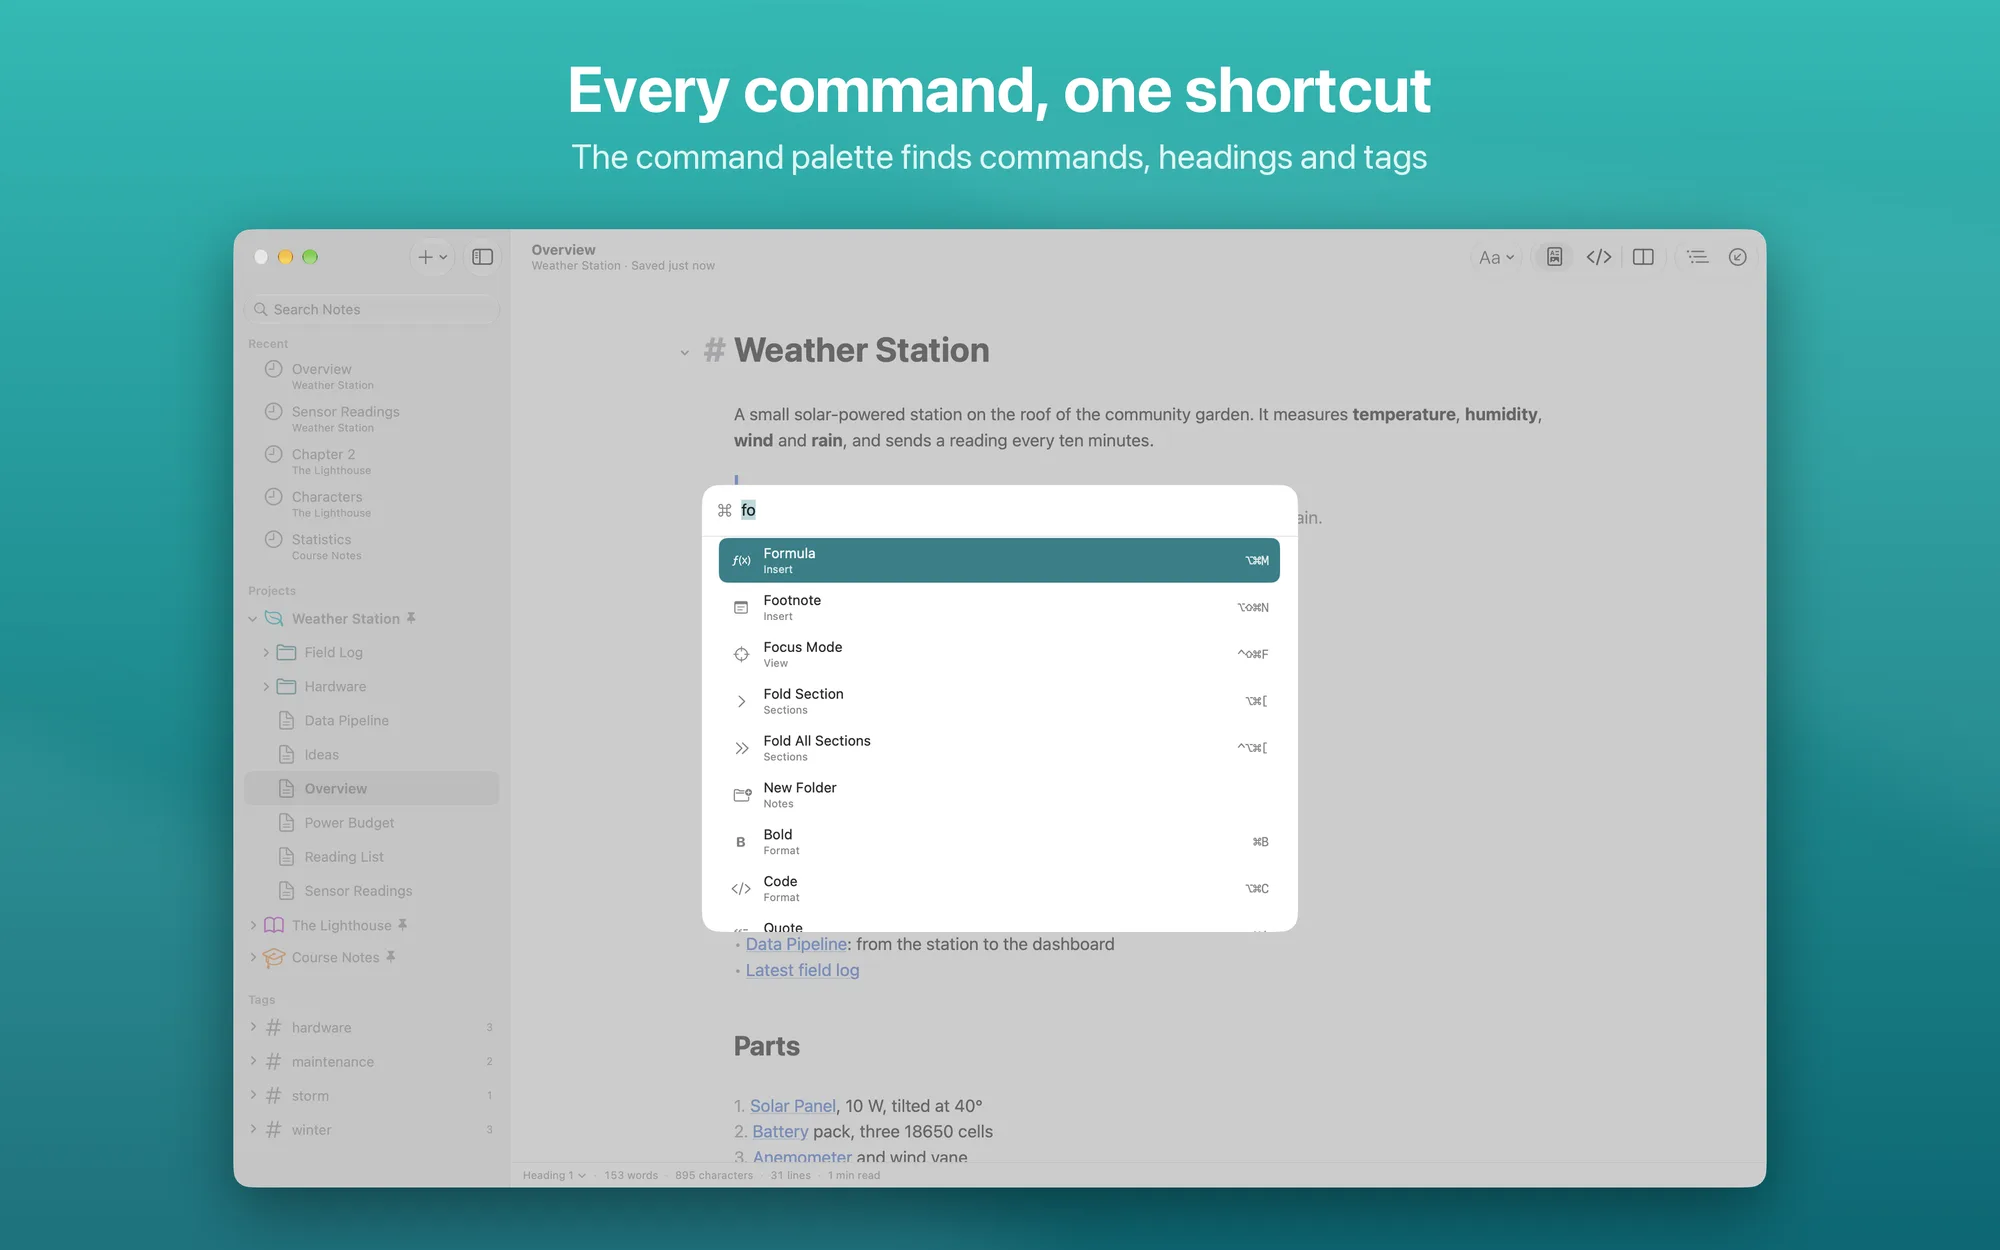 Every command, one shortcut
The command palette finds commands, headings and tags
Overview
Weather Station · Saved just now
Aa
Search Notes
Recent
Overview
Weather Station
Sensor Readings
Weather Station
Chapter 2
The Lighthouse
Characters
The Lighthouse
Statistics
Course Notes
Projects
Weather Station
Field Log
Hardware
Data Pipeline
Ideas
Overview
Power Budget
Reading List
Sensor Readings
The Lighthouse
Course Notes
Tags
# hardware 3
# maintenance 2
# storm 1
# winter 3
# Weather Station
A small solar-powered station on the roof of the community garden. It measures temperature, humidity,
wind and rain, and sends a reading every ten minutes.
ain.
⌘ fo
f(x) Formula ⌥⌘M
Insert
Footnote ⌥⇧⌘N
Insert
Focus Mode ^⇧⌘F
View
Fold Section ⌥⌘[
Sections
Fold All Sections ^⌥⌘[
Sections
New Folder
Notes
B Bold ⌘B
Format
</> Code ⌥⌘C
Format
Quote
• Data Pipeline: from the station to the dashboard
• Latest field log
Parts
1. Solar Panel, 10 W, tilted at 40°
2. Battery pack, three 18650 cells
3. Anemometer and wind vane
Heading 1 · 153 words · 895 characters · 31 lines · 1 min read